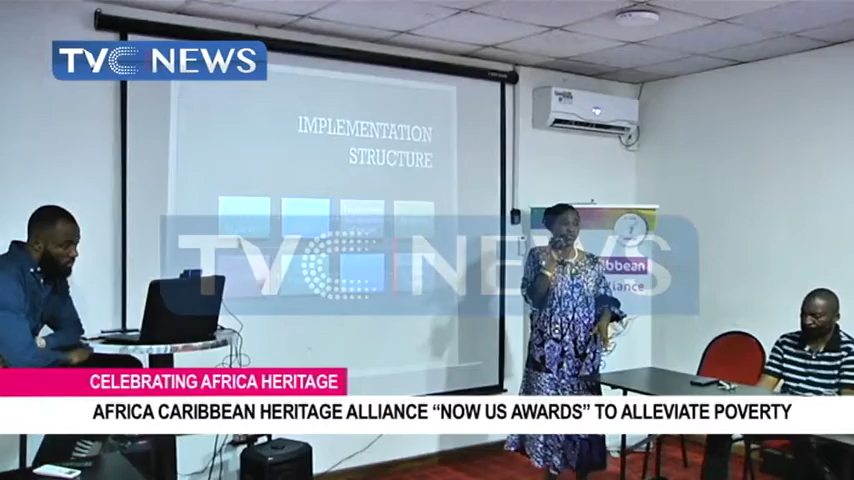 TVC NEWS
IMPLEMENTATION
STRUCTURE
TVC NEWS
ibbean
liance
CELEBRATING AFRICA HERITAGE
AFRICA CARIBBEAN HERITAGE ALLIANCE “NOW US AWARDS” TO ALLEVIATE POVERTY